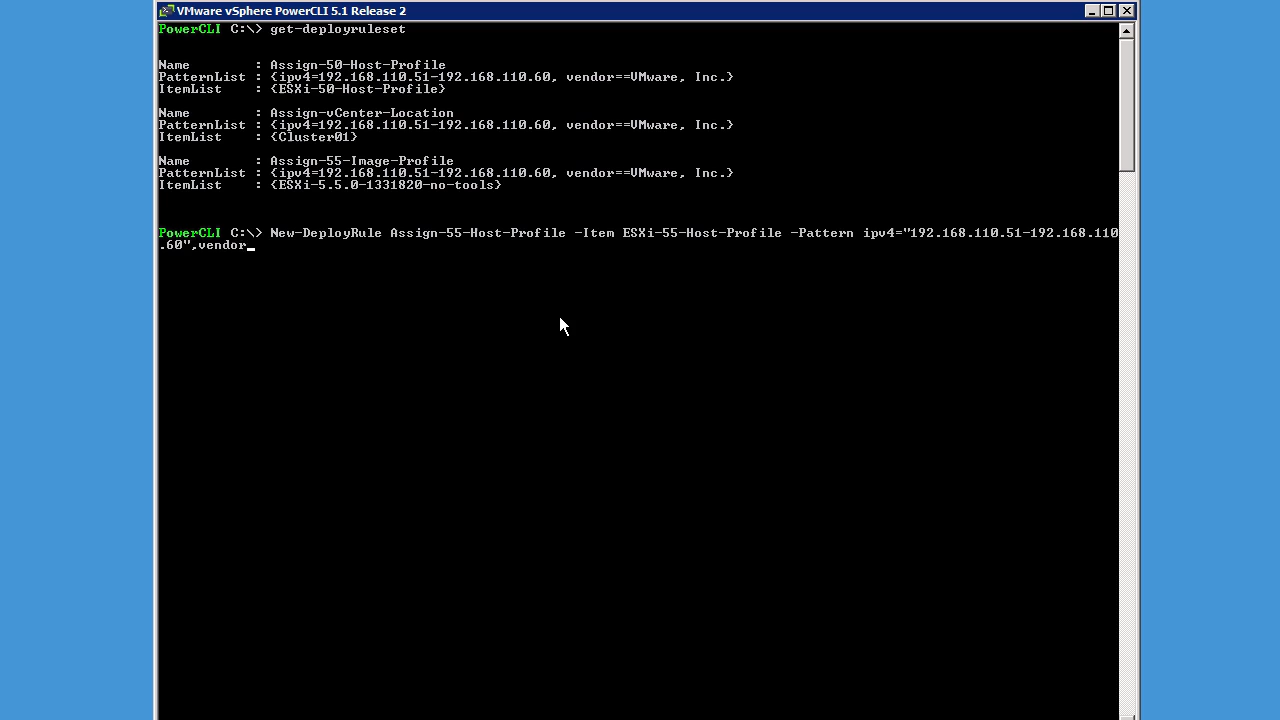 VMware vSphere PowerCLI 5.1 Release 2
PowerCLI C:\> get-deployruleset
Name        : Assign-50-Host-Profile
PatternList : {ipv4=192.168.110.51-192.168.110.60, vendor==VMware, Inc.}
ItemList    : {ESXi-50-Host-Profile}
Name        : Assign-vCenter-Location
PatternList : {ipv4=192.168.110.51-192.168.110.60, vendor==VMware, Inc.}
ItemList    : {Cluster01}
Name        : Assign-55-Image-Profile
PatternList : {ipv4=192.168.110.51-192.168.110.60, vendor==VMware, Inc.}
ItemList    : {ESXi-5.5.0-1331820-no-tools}
PowerCLI C:\> New-DeployRule Assign-55-Host-Profile -Item ESXi-55-Host-Profile -Pattern ipv4="192.168.110.51-192.168.110
.60",vendor_